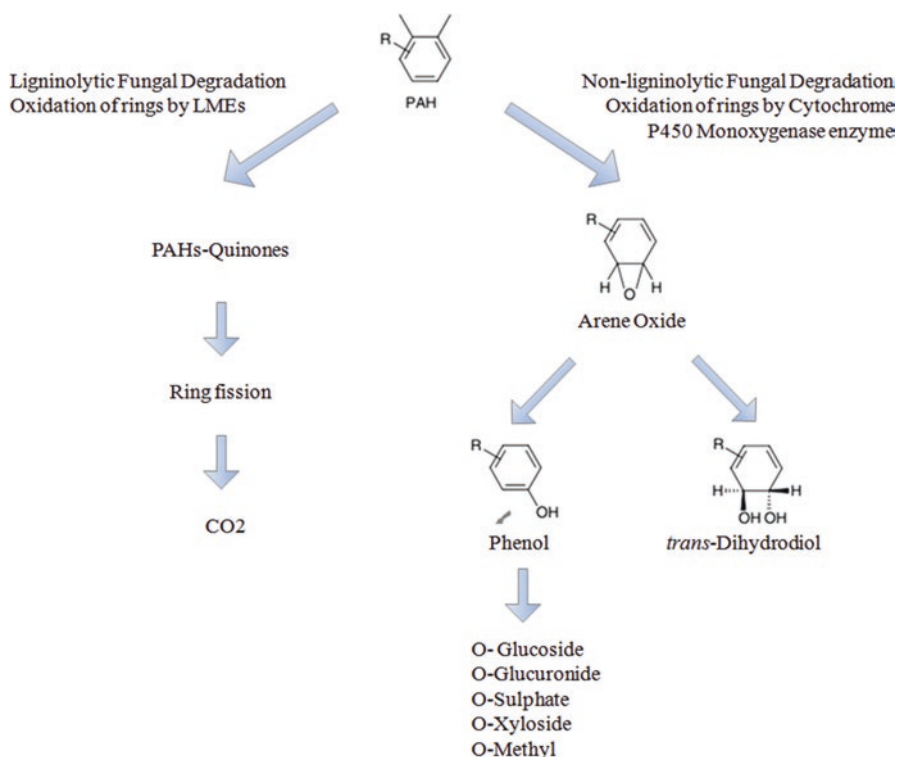 R
PAH
Ligninolytic Fungal Degradation
Oxidation of rings by LMEs
Non-ligninolytic Fungal Degradation
Oxidation of rings by Cytochrome
P450 Monoxygenase enzyme
PAHs-Quinones
R
H
H
O
Arene Oxide
Ring fission
R
OH
Phenol
R
H
H
OH
OH
trans-Dihydrodiol
CO2
O- Glucoside
O-Glucuronide
O-Sulphate
O-Xyloside
O-Methyl